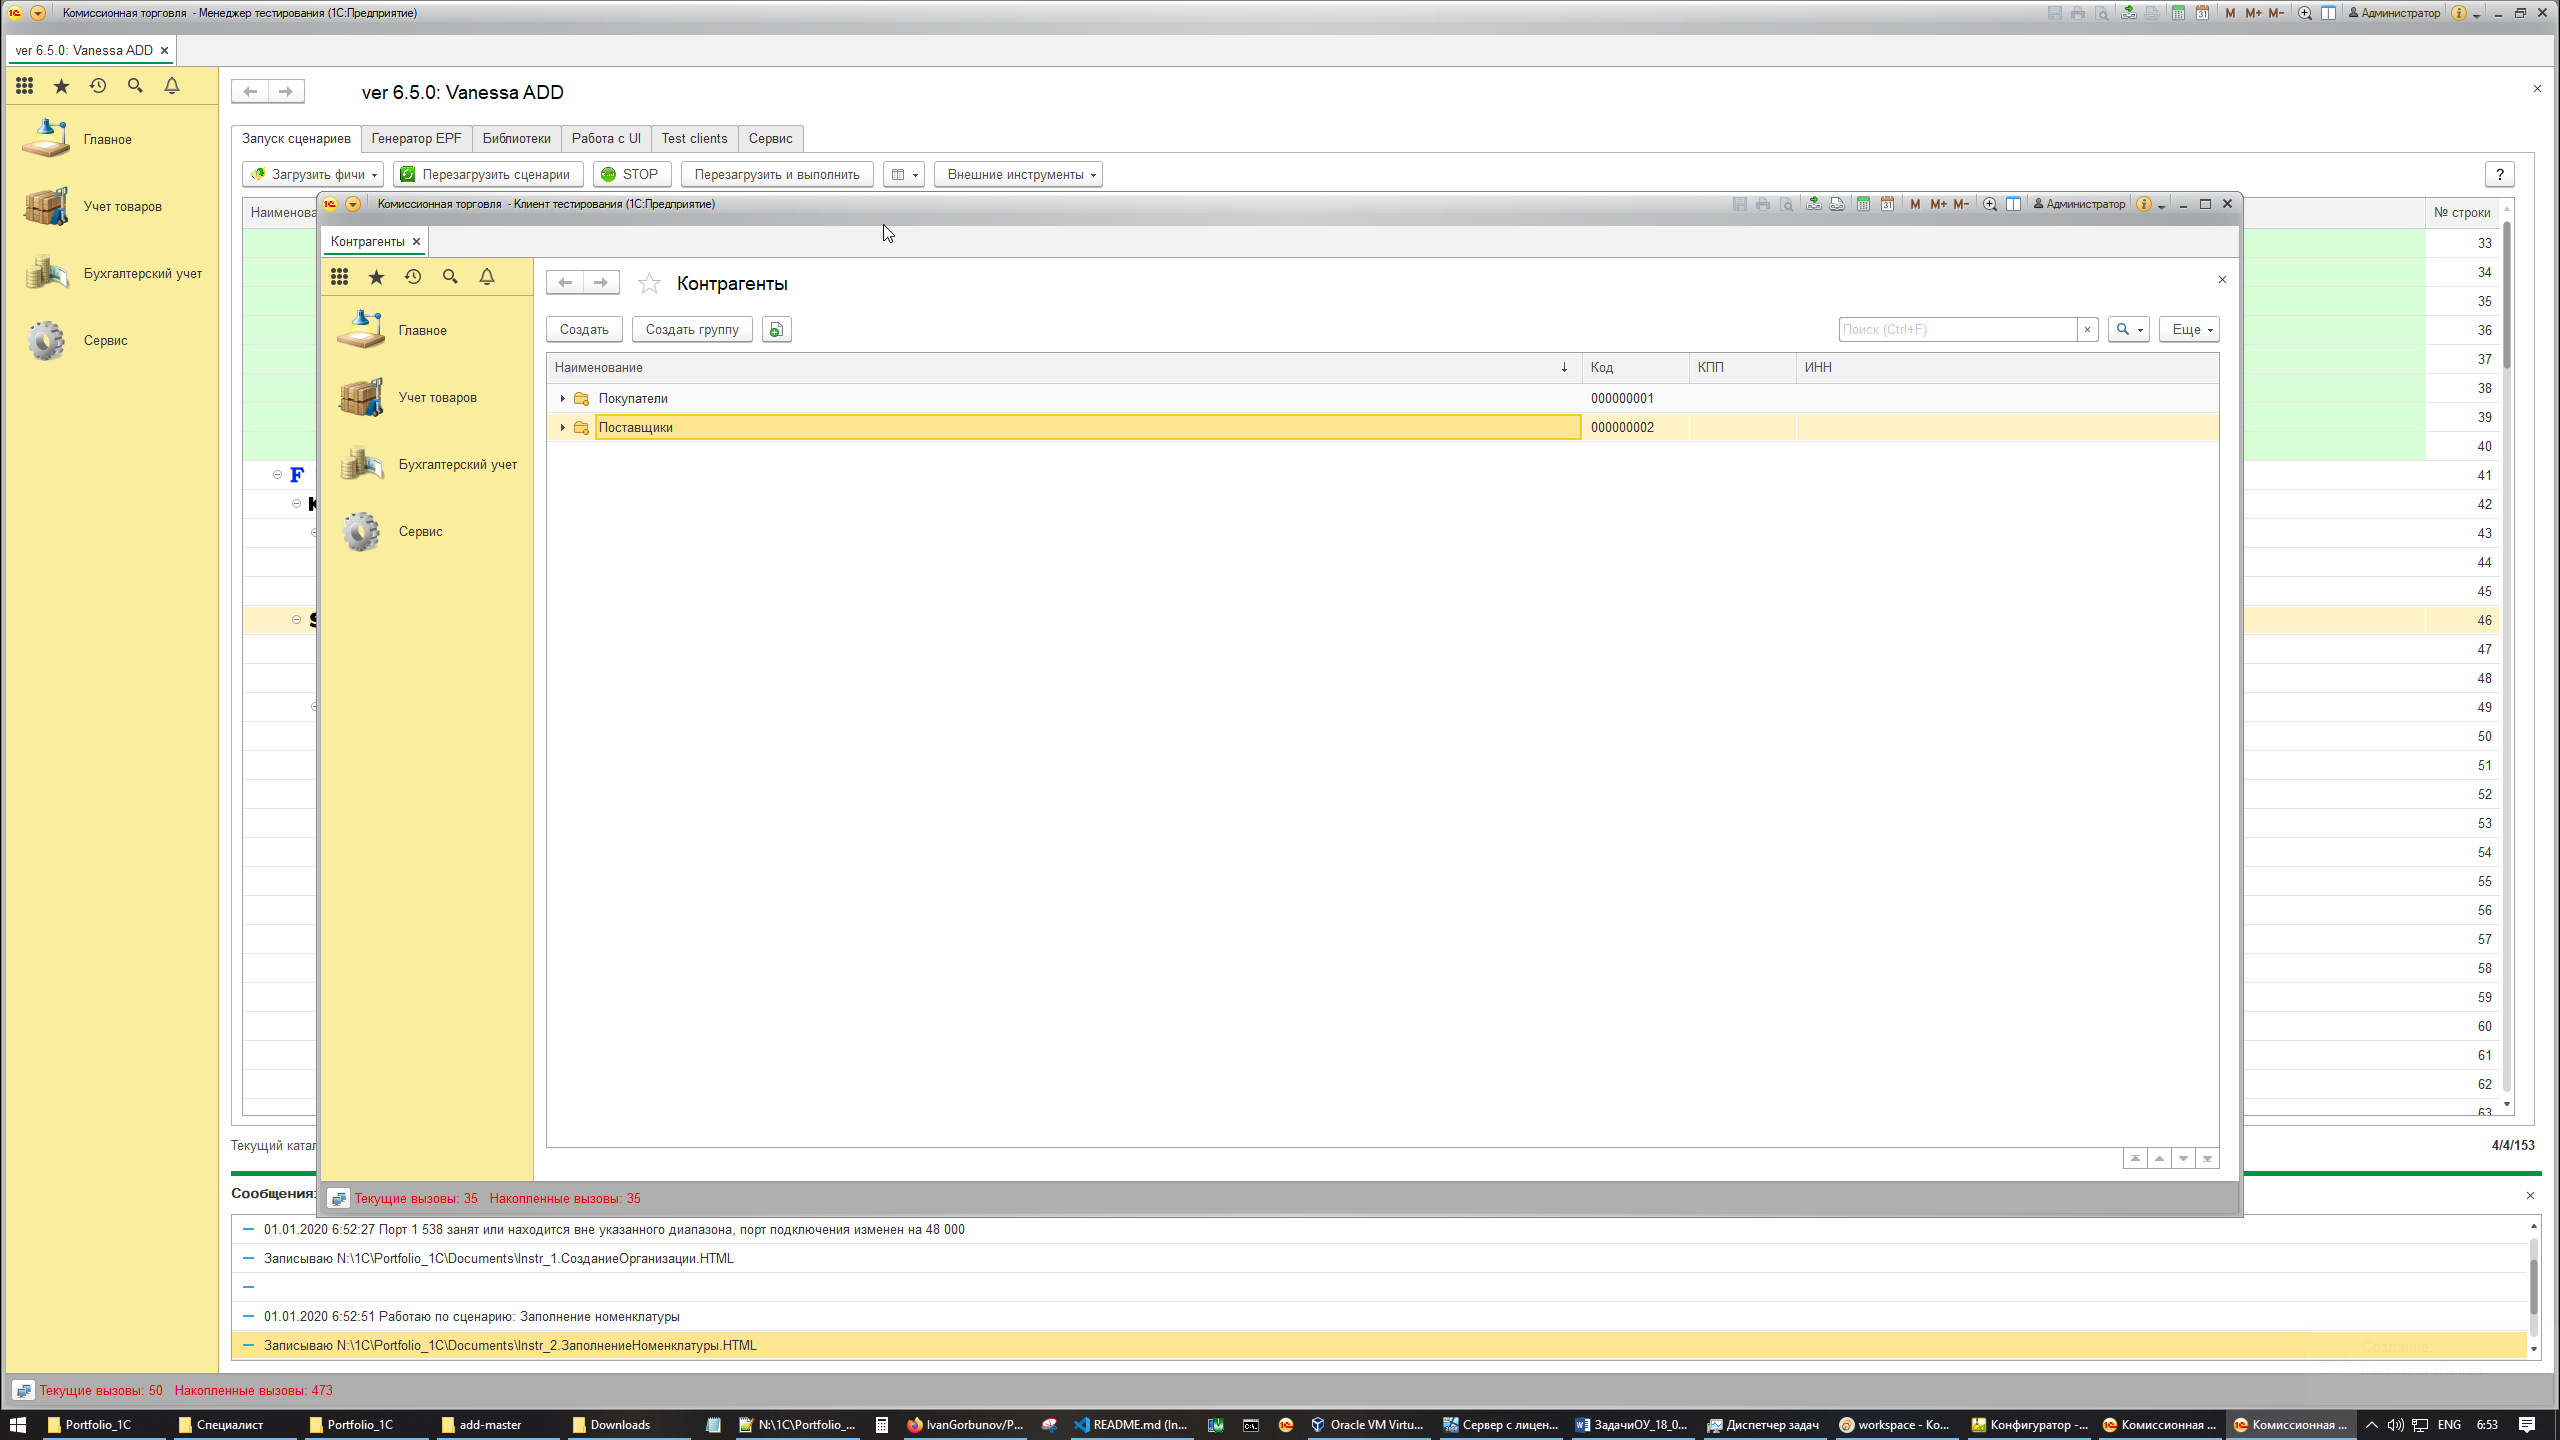 Комиссионная торговля - Менеджер тестирования (1С:Предприятие)
M M+ M- Администратор
ver 6.5.0: Vanessa ADD
ver 6.5.0: Vanessa ADD
Главное
Учет товаров
Бухгалтерский учет
Сервис
Запуск сценариев Генератор EPF Библиотеки Работа с UI Test clients Сервис
Загрузить фичи Перезагрузить сценарии STOP Перезагрузить и выполнить Внешние инструменты ?
№ строки
33
34
35
36
37
38
39
40
41
42
43
44
45
46
47
48
49
50
51
52
53
54
55
56
57
58
59
60
61
62
63
Комиссионная торговля - Клиент тестирования (1С:Предприятие)
M M+ M- Администратор
Контрагенты
Контрагенты
Главное
Учет товаров
Бухгалтерский учет
Сервис
Создать Создать группу Поиск (Ctrl+F) Еще
Наименование Код КПП ИНН
Покупатели 000000001
Поставщики 000000002
Текущие вызовы: 35 Накопленные вызовы: 35
4/4/153
Сообщения:
01.01.2020 6:52:27 Порт 1 538 занят или находится вне указанного диапазона, порт подключения изменен на 48 000
Записываю N:\1C\Portfolio_1C\Documents\Instr_1.СозданиеОрганизации.HTML
01.01.2020 6:52:51 Работаю по сценарию: Заполнение номенклатуры
Записываю N:\1C\Portfolio_1C\Documents\Instr_2.ЗаполнениеНоменклатуры.HTML
Текущие вызовы: 50 Накопленные вызовы: 473
Portfolio_1C Специалист Portfolio_1C add-master Downloads N:\1C\Portfolio_... IvanGorbunov/P... README.md (In... Oracle VM Virtu... Сервер с лицен... ЗадачиОУ_18_0... Диспетчер задач workspace - Ко... Конфигуратор -... Комиссионная ... Комиссионная ... ENG 6:53